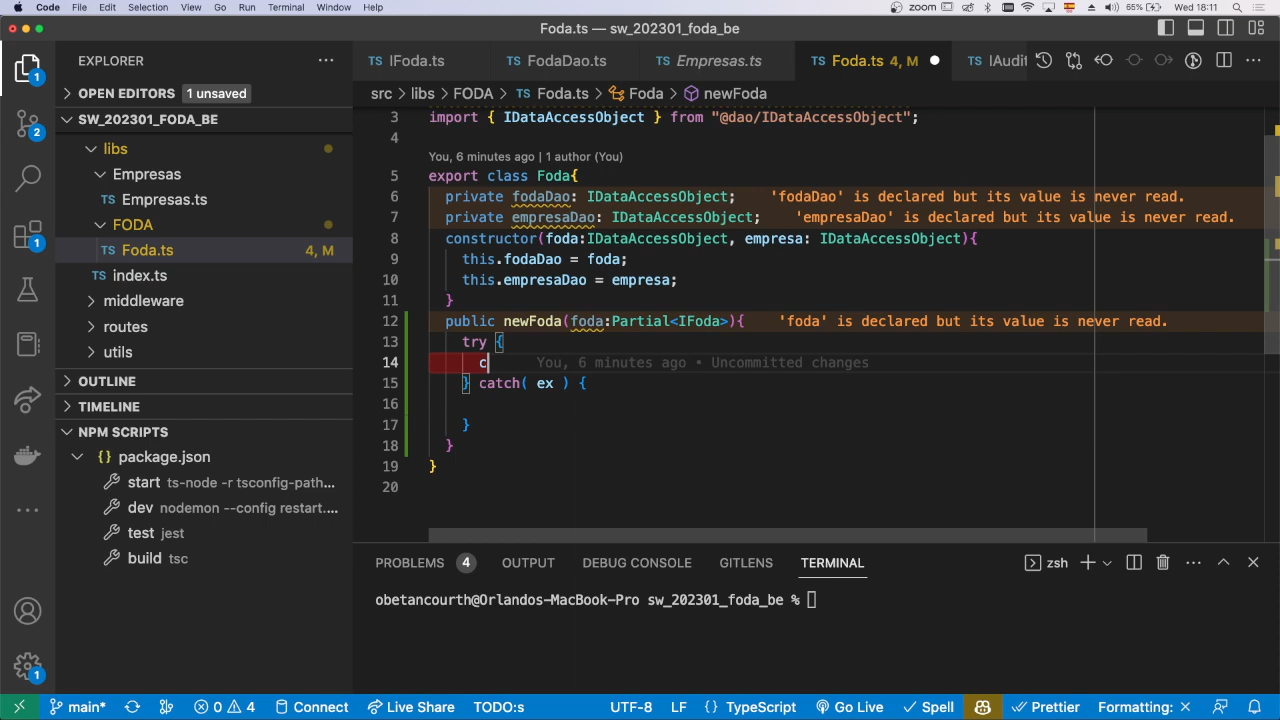 Code File Edit Selection View Go Run Terminal Window Help zoom 65% Wed 18:11
Foda.ts — sw_202301_foda_be
EXPLORER
TS IFoda.ts TS FodaDao.ts TS Empresas.ts TS Foda.ts 4, M TS IAudit
OPEN EDITORS 1 unsaved
src > libs > FODA > TS Foda.ts > Foda > newFoda
SW_202301_FODA_BE
libs
Empresas
TS Empresas.ts
FODA
TS Foda.ts 4, M
TS index.ts
middleware
routes
utils
OUTLINE
TIMELINE
NPM SCRIPTS
{} package.json
start ts-node -r tsconfig-path...
dev nodemon --config restart....
test jest
build tsc
1
2
1
1
3 import { IDataAccessObject } from "@dao/IDataAccessObject";
4
You, 6 minutes ago | 1 author (You)
5 export class Foda{
6 private fodaDao: IDataAccessObject; 'fodaDao' is declared but its value is never read.
7 private empresaDao: IDataAccessObject; 'empresaDao' is declared but its value is never read.
8 constructor(foda:IDataAccessObject, empresa: IDataAccessObject){
9 this.fodaDao = foda;
10 this.empresaDao = empresa;
11 }
12 public newFoda(foda:Partial<IFoda>){ 'foda' is declared but its value is never read.
13 try {
14 c You, 6 minutes ago • Uncommitted changes
15 } catch( ex ) {
16
17 }
18 }
19 }
20
PROBLEMS 4 OUTPUT DEBUG CONSOLE GITLENS TERMINAL zsh
obetancourth@Orlandos-MacBook-Pro sw_202301_foda_be %
main* 0 4 Connect Live Share TODO:s UTF-8 LF {} TypeScript Go Live Spell Prettier Formatting: ×